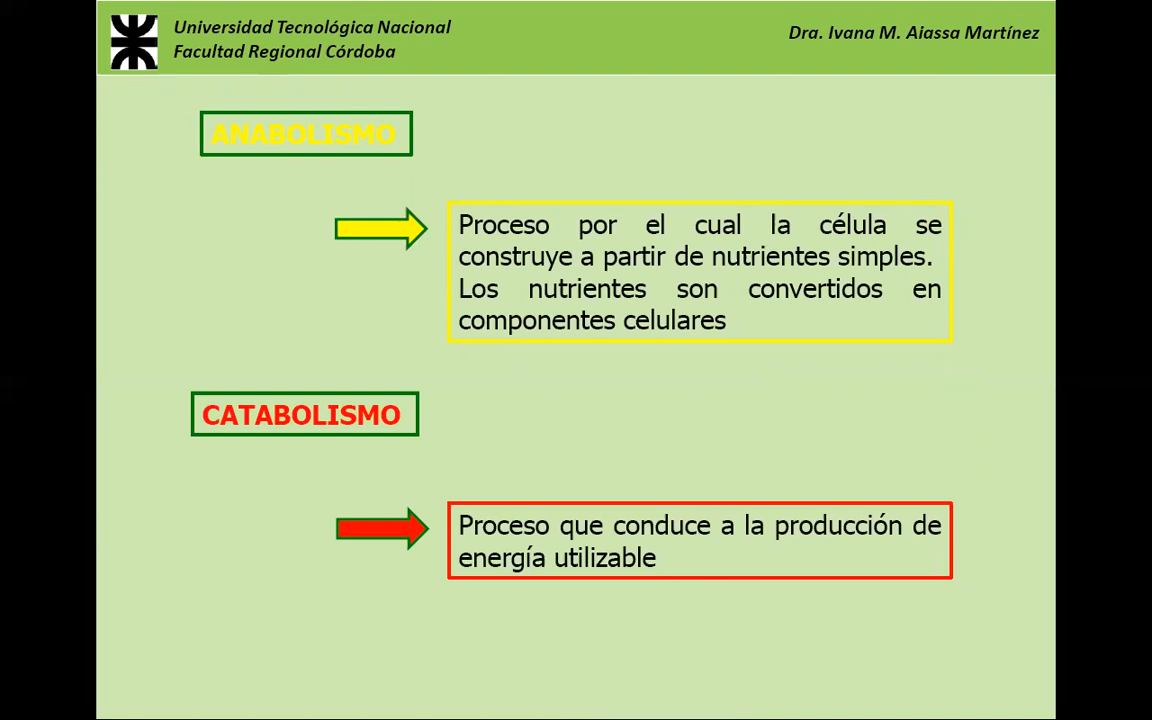 Universidad Tecnológica Nacional
Facultad Regional Córdoba
Dra. Ivana M. Aiassa Martínez
ANABOLISMO
Proceso por el cual la célula se
construye a partir de nutrientes simples.
Los nutrientes son convertidos en
componentes celulares
CATABOLISMO
Proceso que conduce a la producción de
energía utilizable